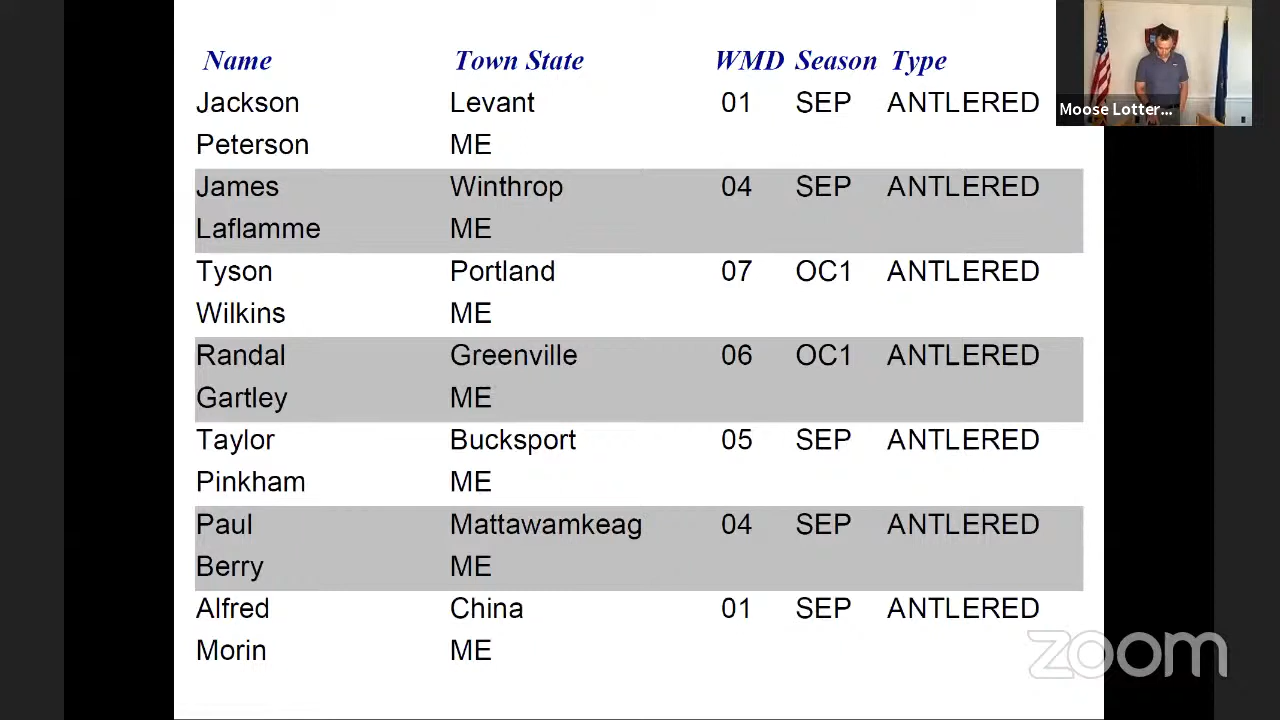 Name Town State WMD Season Type
Jackson Levant 01 SEP ANTLERED
Peterson ME
James Winthrop 04 SEP ANTLERED
Laflamme ME
Tyson Portland 07 OC1 ANTLERED
Wilkins ME
Randal Greenville 06 OC1 ANTLERED
Gartley ME
Taylor Bucksport 05 SEP ANTLERED
Pinkham ME
Paul Mattawamkeag 04 SEP ANTLERED
Berry ME
Alfred China 01 SEP ANTLERED
Morin ME
Moose Lotter...
zoom